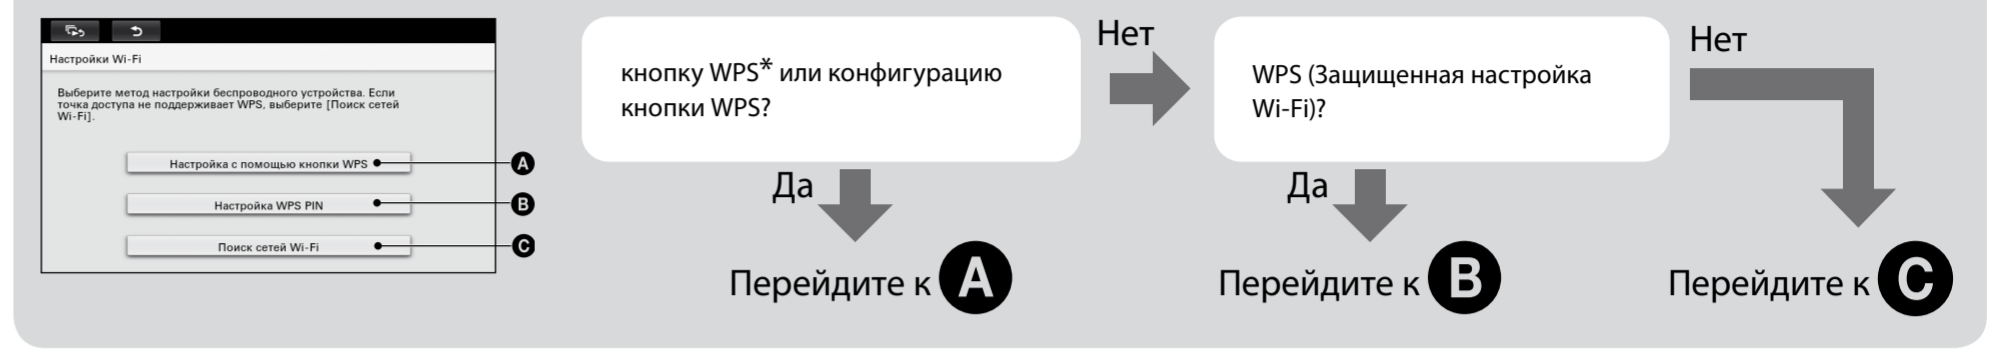 Настройки Wi-Fi
Выберите метод настройки беспроводного устройства. Если
точка доступа не поддерживает WPS, выберите [Поиск сетей
Wi-Fi].
Настройка с помощью кнопки WPS
A
Настройка WPS PIN
B
Поиск сетей Wi-Fi
C
кнопку WPS* или конфигурацию
кнопки WPS?
Нет
WPS (Защищенная настройка
Wi-Fi)?
Нет
Да
Да
Перейдите к A
Перейдите к B
Перейдите к C